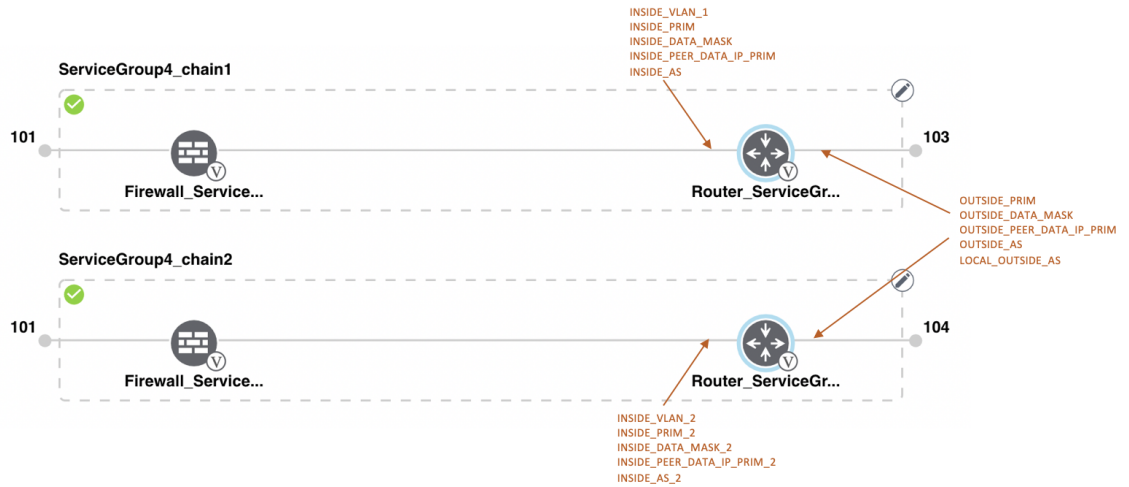 INSIDE_VLAN_1
INSIDE_PRIM
INSIDE_DATA_MASK
INSIDE_PEER_DATA_IP_PRIM
INSIDE_AS
ServiceGroup4_chain1
101
103
V
V
Firewall_Service...
Router_ServiceGr...
OUTSIDE_PRIM
OUTSIDE_DATA_MASK
OUTSIDE_PEER_DATA_IP_PRIM
OUTSIDE_AS
LOCAL_OUTSIDE_AS
ServiceGroup4_chain2
101
104
V
V
Firewall_Service...
Router_ServiceGr...
INSIDE_VLAN_2
INSIDE_PRIM_2
INSIDE_DATA_MASK_2
INSIDE_PEER_DATA_IP_PRIM_2
INSIDE_AS_2